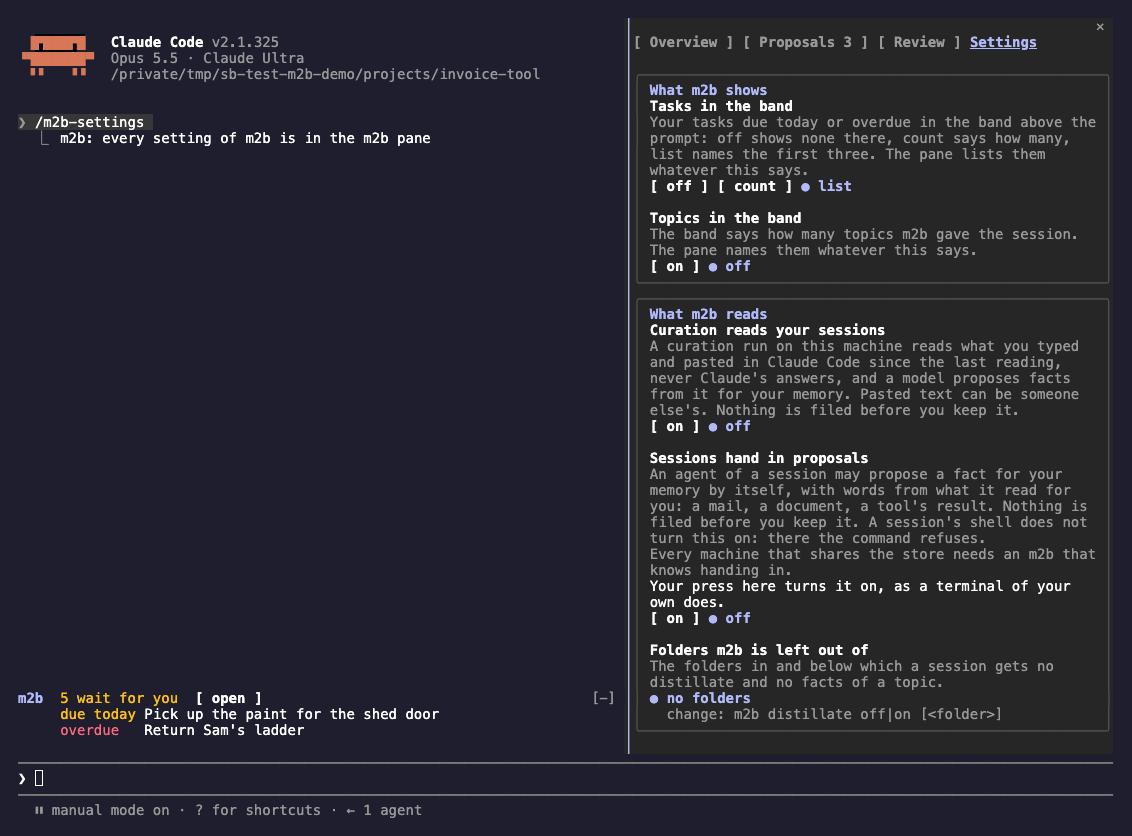 Claude Code v2.1.325
Opus 5.5 · Claude Ultra
/private/tmp/sb-test-m2b-demo/projects/invoice-tool
❯ /m2b-settings
⎿ m2b: every setting of m2b is in the m2b pane
m2b 5 wait for you [ open ] [−]
due today Pick up the paint for the shed door
overdue Return Sam's ladder
×
[ Overview ] [ Proposals 3 ] [ Review ] Settings
What m2b shows
Tasks in the band
Your tasks due today or overdue in the band above the
prompt: off shows none there, count says how many,
list names the first three. The pane lists them
whatever this says.
[ off ] [ count ] ● list
Topics in the band
The band says how many topics m2b gave the session.
The pane names them whatever this says.
[ on ] ● off
What m2b reads
Curation reads your sessions
A curation run on this machine reads what you typed
and pasted in Claude Code since the last reading,
never Claude's answers, and a model proposes facts
from it for your memory. Pasted text can be someone
else's. Nothing is filed before you keep it.
[ on ] ● off
Sessions hand in proposals
An agent of a session may propose a fact for your
memory by itself, with words from what it read for
you: a mail, a document, a tool's result. Nothing is
filed before you keep it. A session's shell does not
turn this on: there the command refuses.
Every machine that shares the store needs an m2b that
knows handing in.
Your press here turns it on, as a terminal of your
own does.
[ on ] ● off
Folders m2b is left out of
The folders in and below which a session gets no
distillate and no facts of a topic.
● no folders
change: m2b distillate off|on [<folder>]
❯
⏸ manual mode on · ? for shortcuts · ← 1 agent